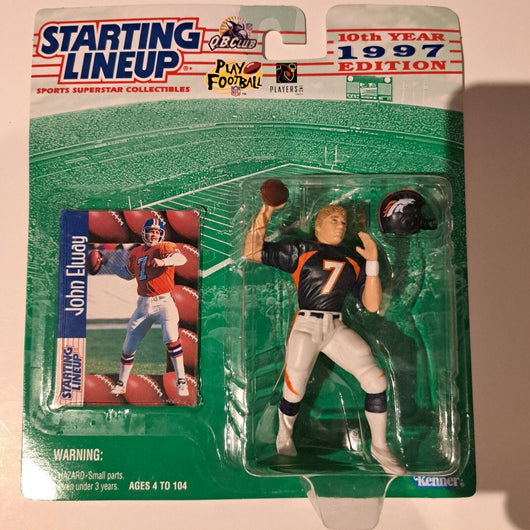 STARTING
LINEUP®
SPORTS SUPERSTAR COLLECTIBLES
QB CLUB
PLAY
FOOTBALL
NFL
PLAYERS
10th YEAR
1997
EDITION
John Elway
STARTING
LINEUP
7
7
WARNING:
HAZARD-Small parts.
under 3 years.
AGES 4 TO 104
Kenner